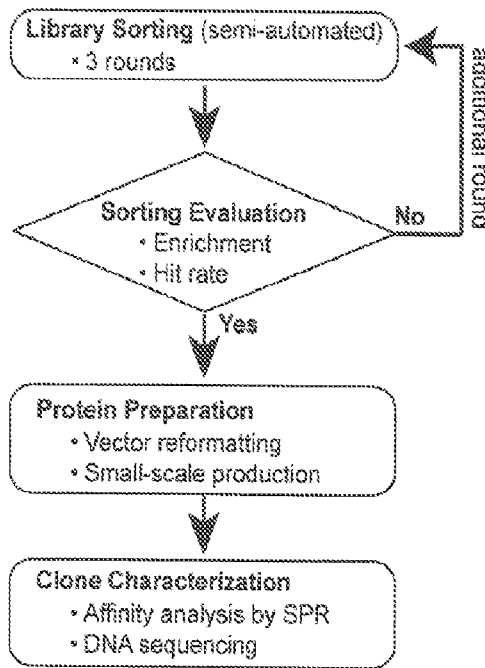 Library Sorting (semi-automated)
• 3 rounds
additional round
Sorting Evaluation
• Enrichment
• Hit rate
No
Yes
Protein Preparation
• Vector reformatting
• Small-scale production
Clone Characterization
• Affinity analysis by SPR
• DNA sequencing